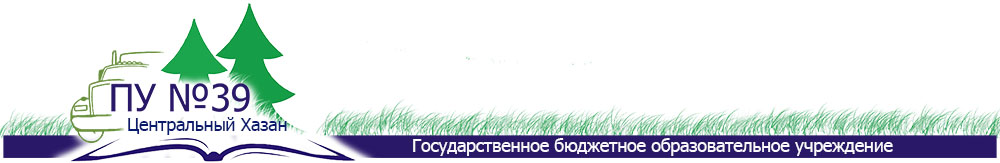 ПУ №39
Центральный Хазан
Государственное бюджетное образовательное учреждение